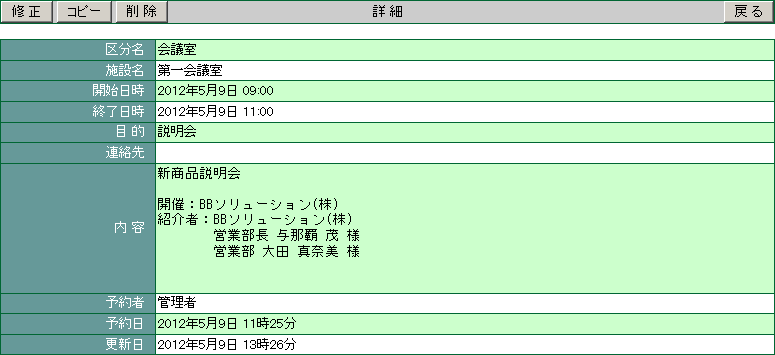 修正 コピー 削除 詳細 戻る
区分名 会議室
施設名 第一会議室
開始日時 2012年5月9日 09:00
終了日時 2012年5月9日 11:00
目的 説明会
連絡先
内容 新商品説明会
開催：BBソリューション(株)
紹介者：BBソリューション(株)
営業部長 与那覇 茂 様
営業部 大田 真奈美 様
予約者 管理者
予約日 2012年5月9日 11時25分
更新日 2012年5月9日 13時26分